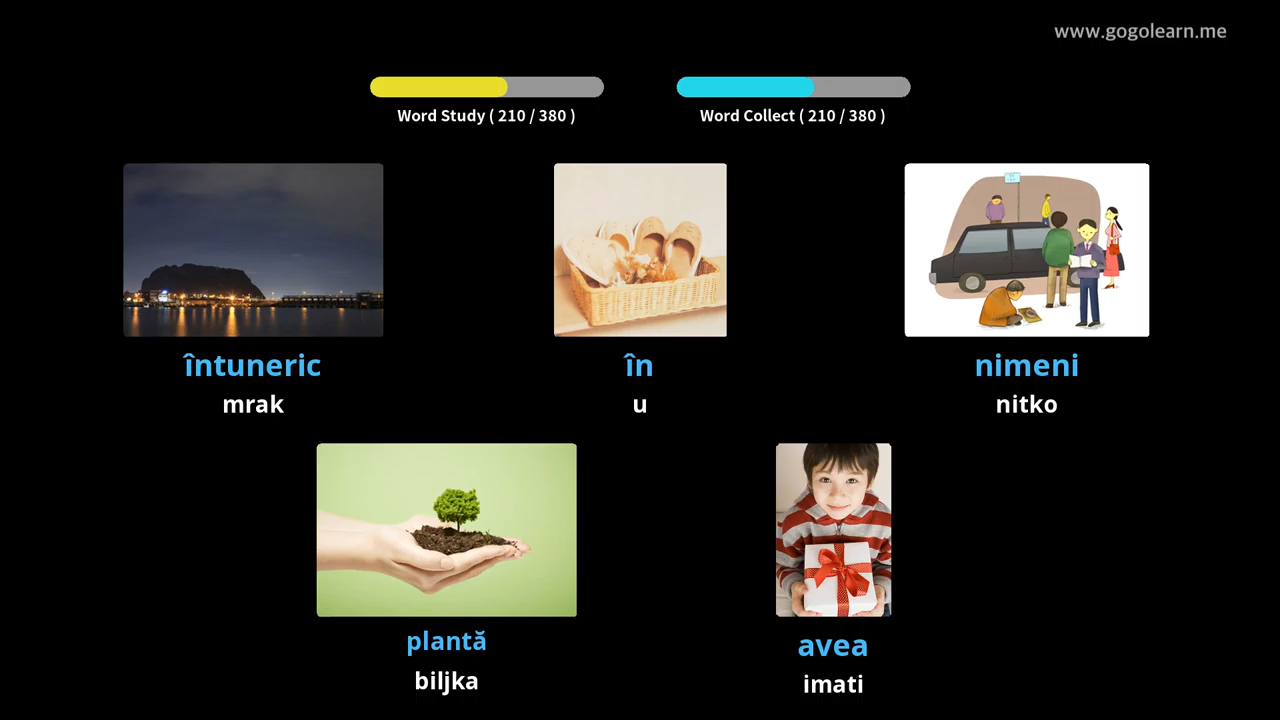 www.gogolearn.me
Word Study ( 210 / 380 )
Word Collect ( 210 / 380 )
întuneric
mrak
în
u
nimeni
nitko
plantă
biljka
avea
imati